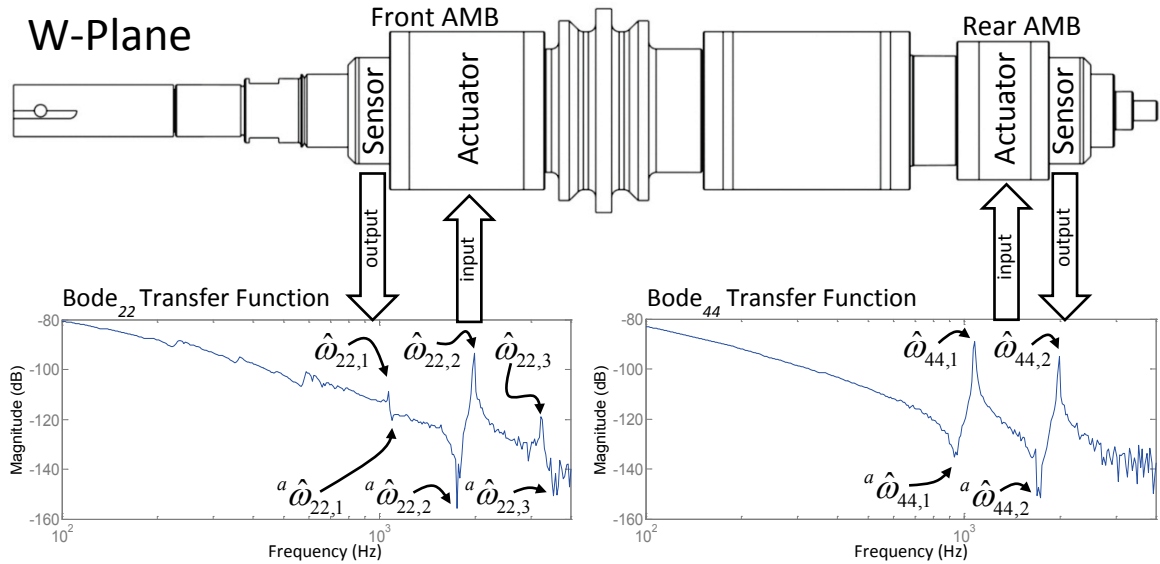 W-Plane
Front AMB
Rear AMB
Sensor
Actuator
Actuator
Sensor
output
input
input
output
Bode22 Transfer Function
-80
-100
-120
-140
-160
Magnitude (dB)
ω̂22,1
ω̂22,2
ω̂22,3
aω̂22,1
aω̂22,2
aω̂22,3
10^2
10^3
Frequency (Hz)
Bode44 Transfer Function
-80
-100
-120
-140
-160
Magnitude (dB)
ω̂44,1
ω̂44,2
aω̂44,1
aω̂44,2
10^2
10^3
Frequency (Hz)